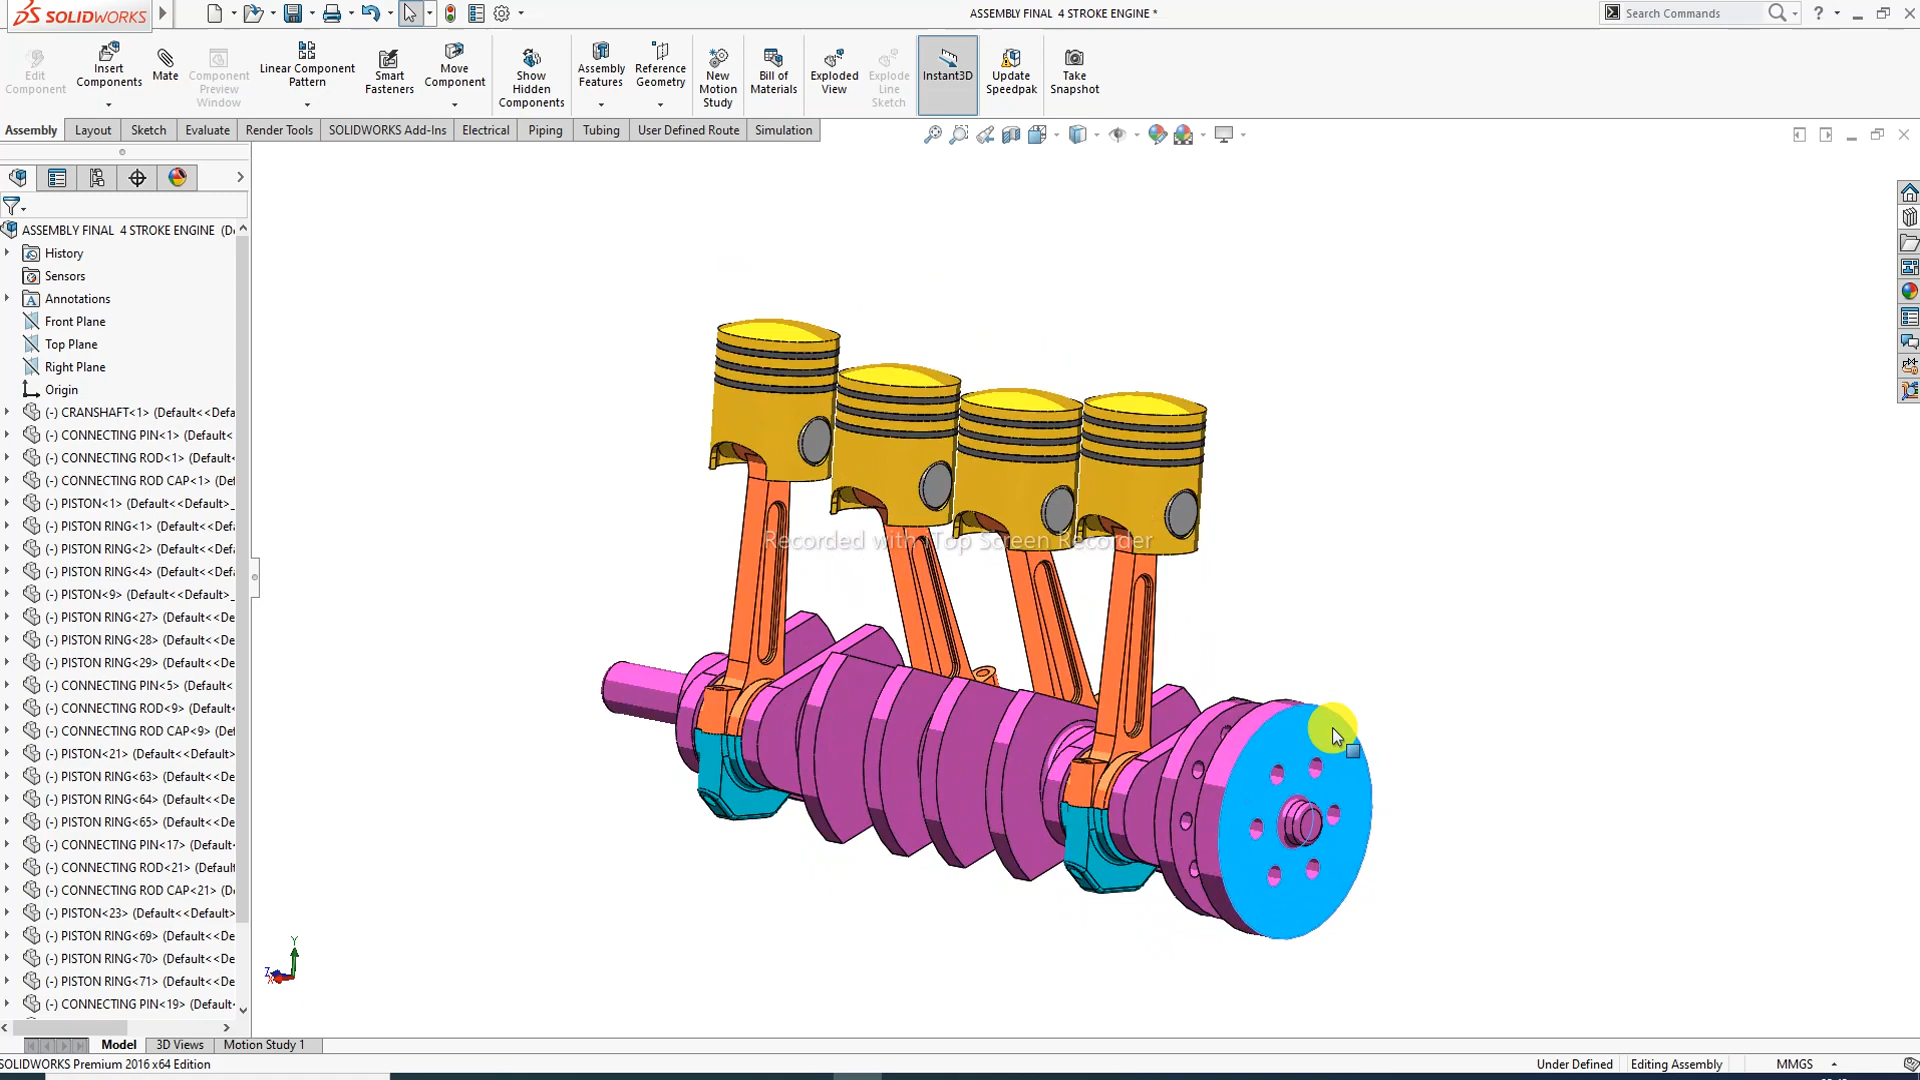 SOLIDWORKS
ASSEMBLY FINAL 4 STROKE ENGINE *
Search Commands
Edit Component
Insert Components
Mate
Component Preview Window
Linear Component Pattern
Smart Fasteners
Move Component
Show Hidden Components
Assembly Features
Reference Geometry
New Motion Study
Bill of Materials
Exploded View
Explode Line Sketch
Instant3D
Update Speedpak
Take Snapshot
Assembly
Layout
Sketch
Evaluate
Render Tools
SOLIDWORKS Add-Ins
Electrical
Piping
Tubing
User Defined Route
Simulation
ASSEMBLY FINAL 4 STROKE ENGINE (De
History
Sensors
Annotations
Front Plane
Top Plane
Right Plane
Origin
(-) CRANSHAFT<1> (Default<<Defa
(-) CONNECTING PIN<1> (Default<
(-) CONNECTING ROD<1> (Default<
(-) CONNECTING ROD CAP<1> (Defa
(-) PISTON<1> (Default<<Default>_
(-) PISTON RING<1> (Default<<Defa
(-) PISTON RING<2> (Default<<Defa
(-) PISTON RING<4> (Default<<Defa
(-) PISTON<9> (Default<<Default>_
(-) PISTON RING<27> (Default<<De
(-) PISTON RING<28> (Default<<De
(-) PISTON RING<29> (Default<<De
(-) CONNECTING PIN<5> (Default<
(-) CONNECTING ROD<9> (Default<
(-) CONNECTING ROD CAP<9> (Defa
(-) PISTON<21> (Default<<Default>
(-) PISTON RING<63> (Default<<De
(-) PISTON RING<64> (Default<<De
(-) PISTON RING<65> (Default<<De
(-) CONNECTING PIN<17> (Default
(-) CONNECTING ROD<21> (Default
(-) CONNECTING ROD CAP<21> (Def
(-) PISTON<23> (Default<<Default>
(-) PISTON RING<69> (Default<<De
(-) PISTON RING<70> (Default<<De
(-) PISTON RING<71> (Default<<De
(-) CONNECTING PIN<19> (Default
Recorded with iTop Screen Recorder
Y
Z
X
Model
3D Views
Motion Study 1
SOLIDWORKS Premium 2016 x64 Edition
Under Defined
Editing Assembly
MMGS